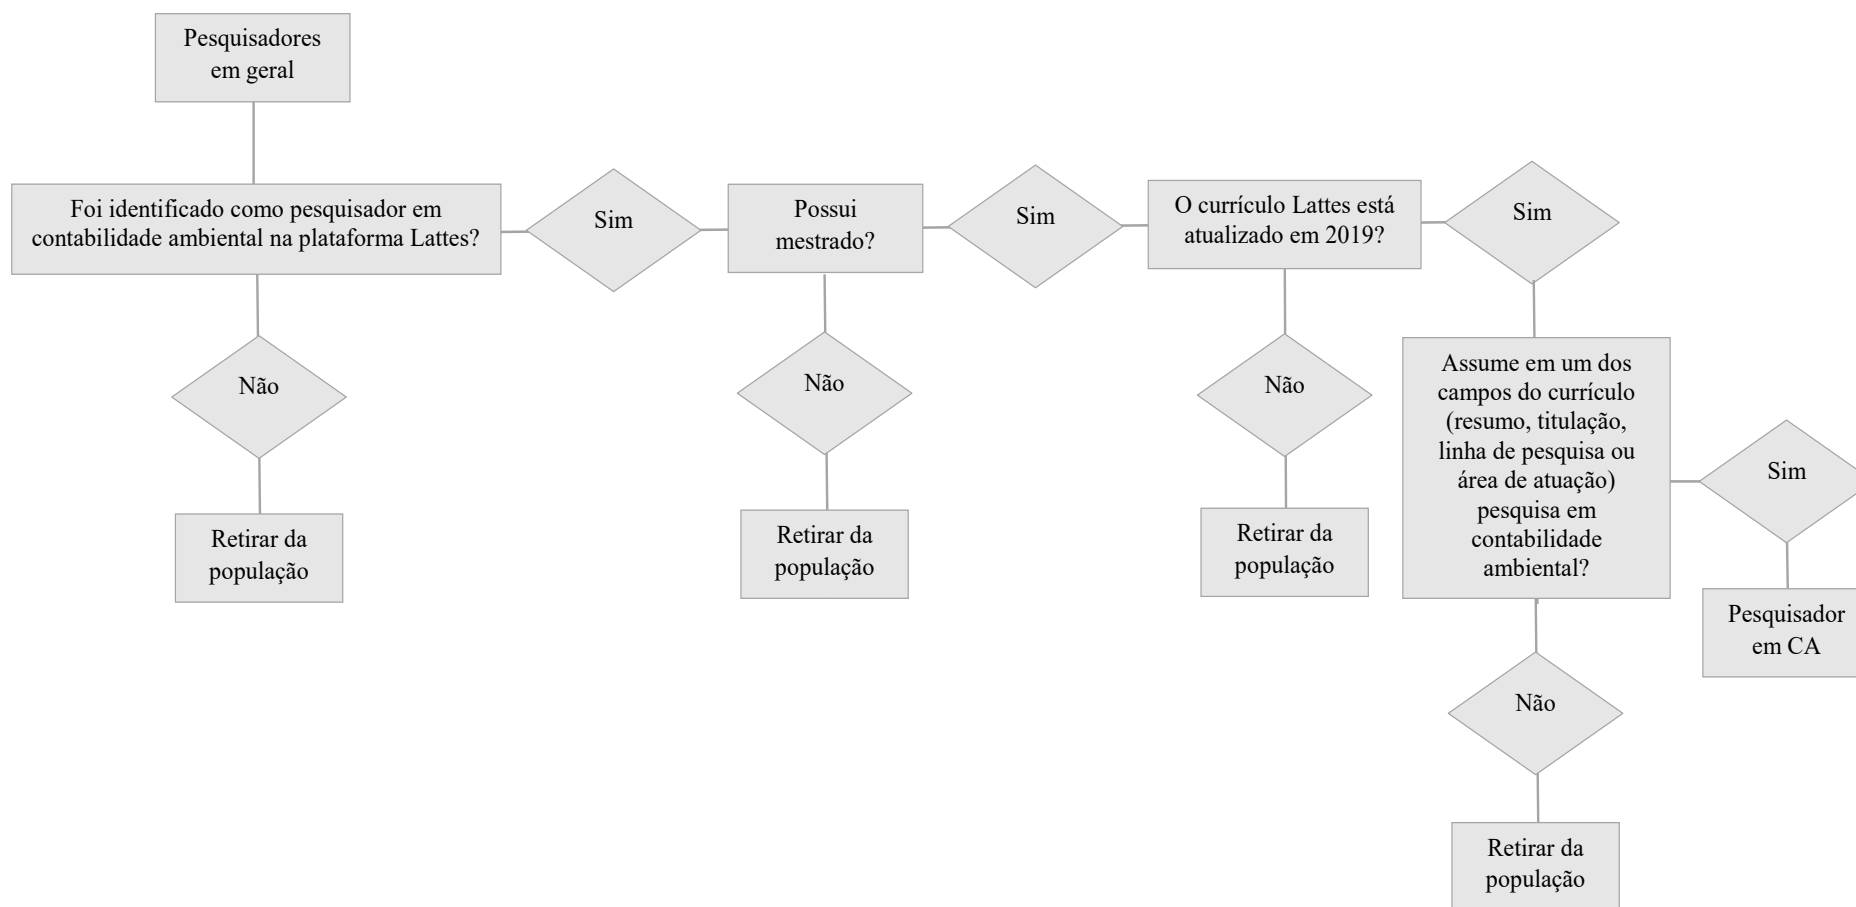 Pesquisadores
em geral
Foi identificado como pesquisador em
contabilidade ambiental na plataforma Lattes?
Sim
Possui
mestrado?
Sim
O currículo Lattes está
atualizado em 2019?
Sim
Não
Não
Não
Assume em um dos
campos do currículo
(resumo, titulação,
linha de pesquisa ou
área de atuação)
pesquisa em
contabilidade
ambiental?
Sim
Retirar da
população
Retirar da
população
Retirar da
população
Pesquisador
em CA
Não
Retirar da
população